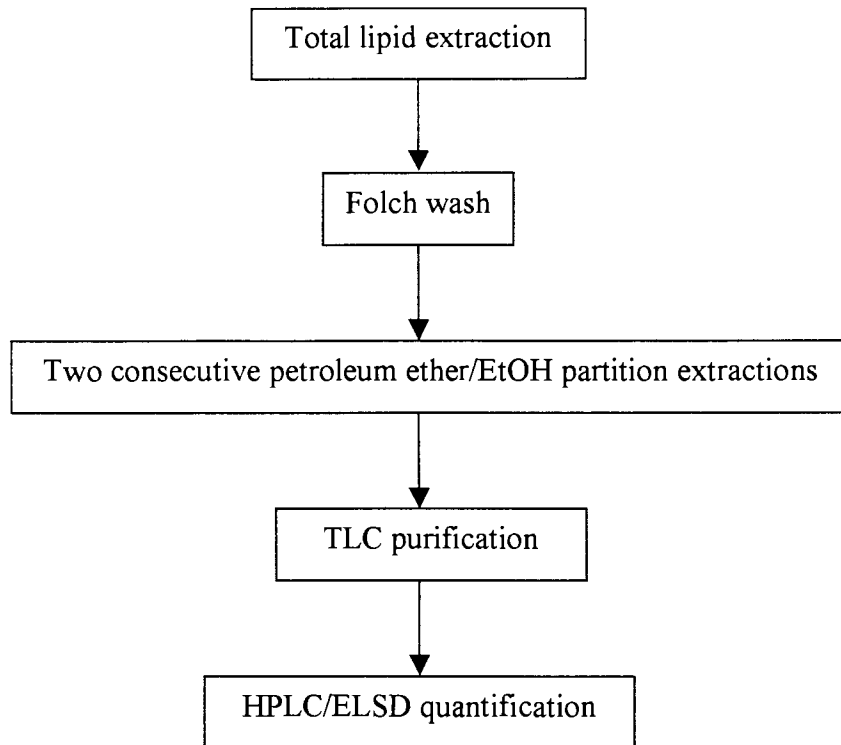 Total lipid extraction
Folch wash
Two consecutive petroleum ether/EtOH partition extractions
TLC purification
HPLC/ELSD quantification